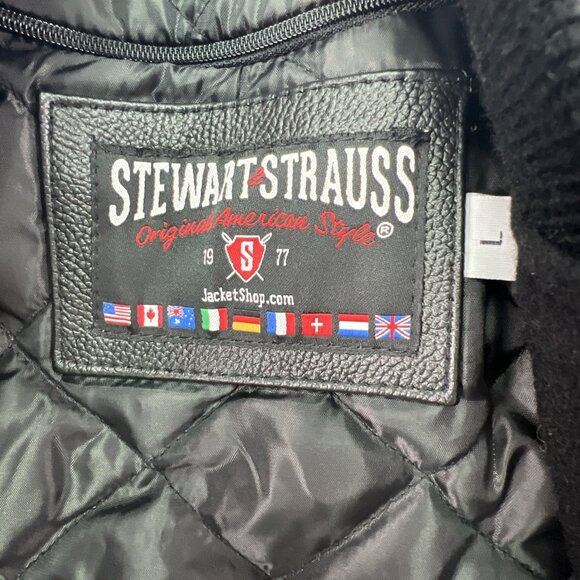 STEWART & STRAUSS
Original American Style®
19 S 77
JacketShop.com
L